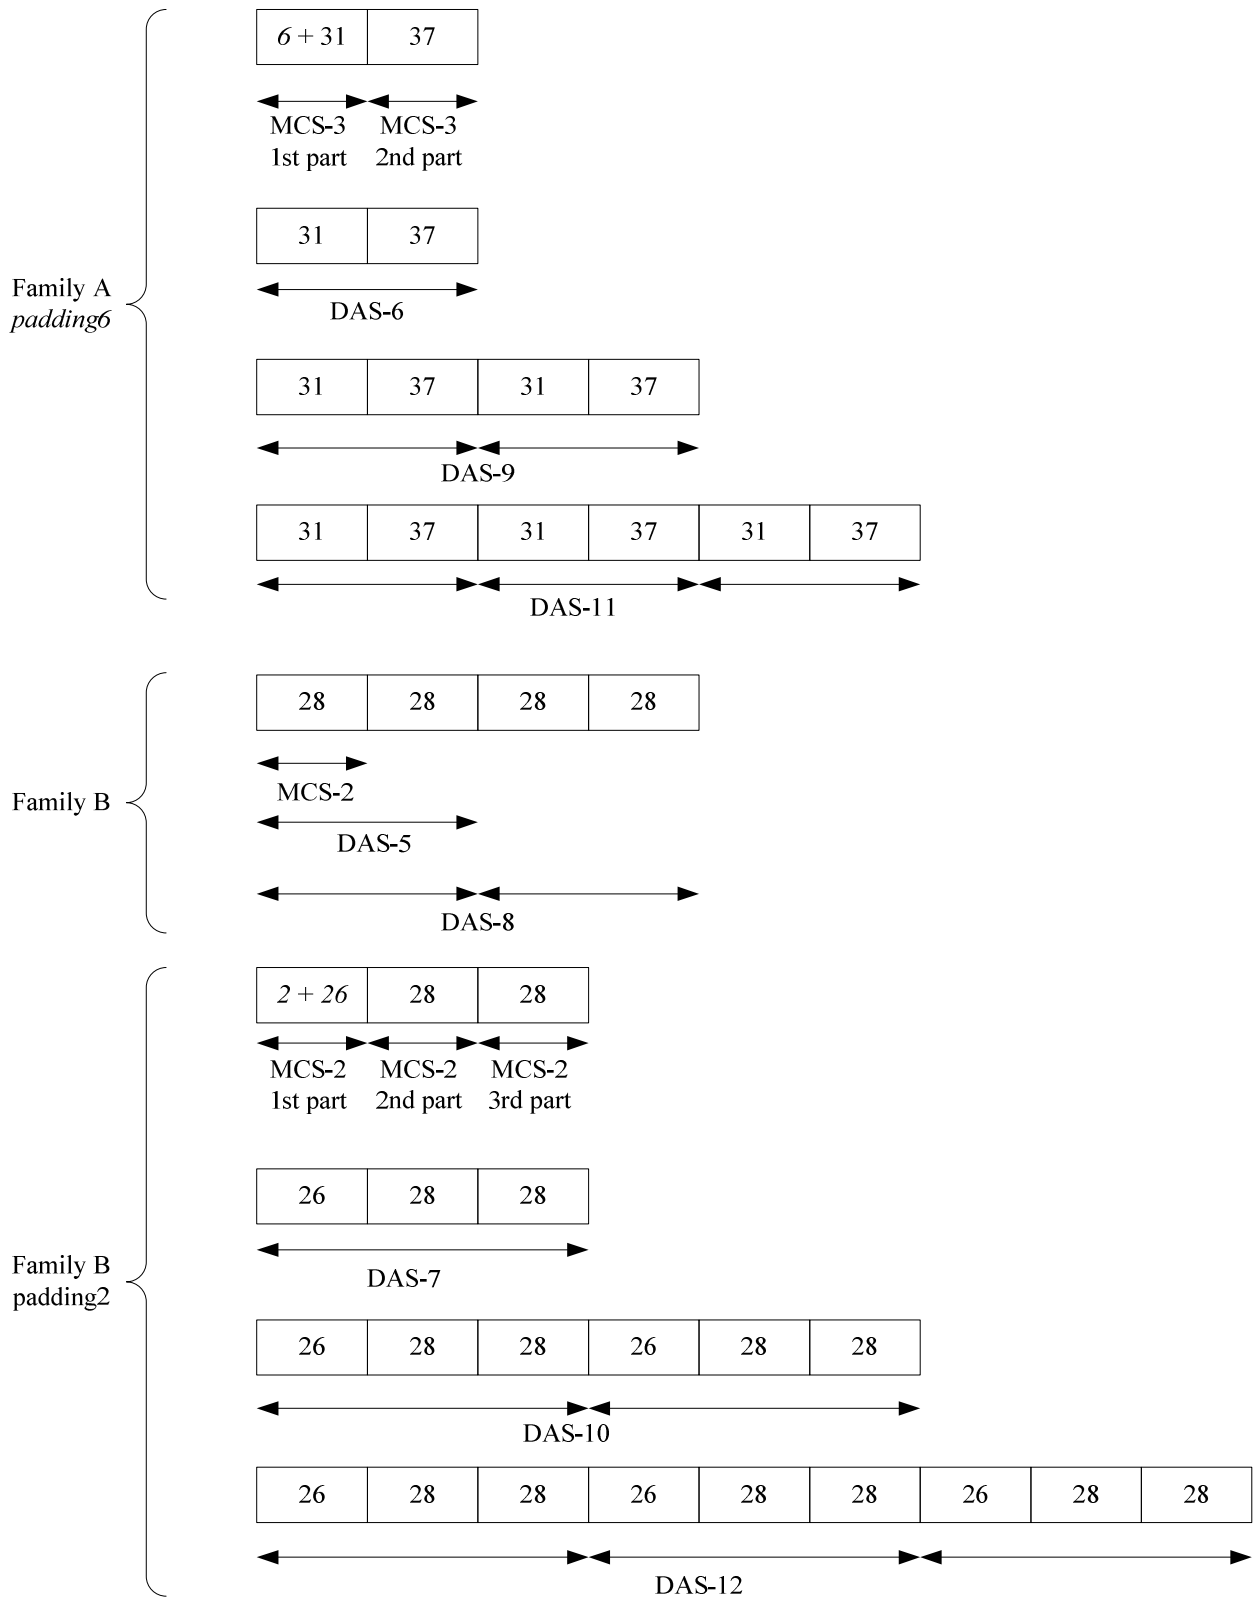 6 + 31 37
MCS-3 MCS-3
1st part 2nd part
31 37
DAS-6
Family A
padding6
31 37 31 37
DAS-9
31 37 31 37 31 37
DAS-11
28 28 28 28
MCS-2
Family B
DAS-5
DAS-8
2 + 26 28 28
MCS-2 MCS-2 MCS-2
1st part 2nd part 3rd part
26 28 28
Family B
padding2
DAS-7
26 28 28 26 28 28
DAS-10
26 28 28 26 28 28 26 28 28
DAS-12